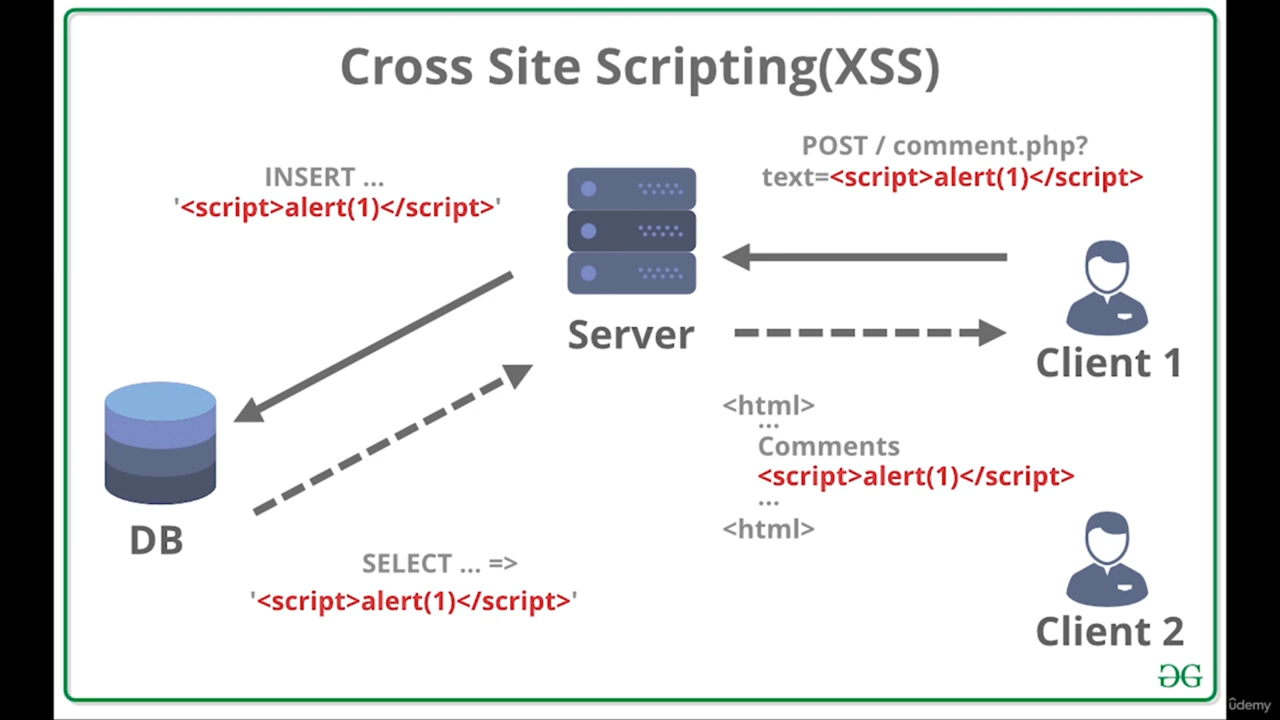 Cross Site Scripting(XSS)
POST / comment.php?
text=<script>alert(1)</script>
INSERT ...
'<script>alert(1)</script>'
Server
Client 1
<html>
...
Comments
<script>alert(1)</script>
...
<html>
DB
SELECT ... =>
'<script>alert(1)</script>'
Client 2
GG
ûdemy